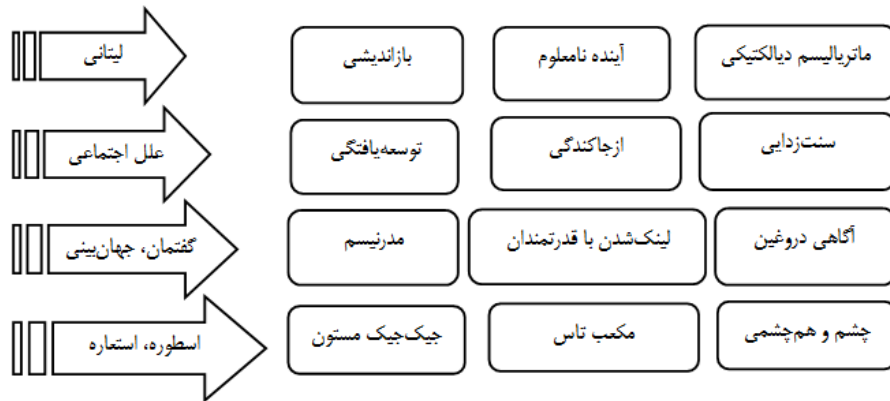 ماتریالیسم دیالکتیکی
آینده نامعلوم
بازاندیشی
لیتانی
سنت‌زدایی
ازجاکندگی
توسعه‌یافتگی
علل اجتماعی
آگاهی دروغین
لینک‌شدن با قدرتمندان
مدرنیسم
گفتمان، جهان‌بینی
چشم و هم‌چشمی
مکعب تاس
جیک‌جیک مستون
اسطوره، استعاره